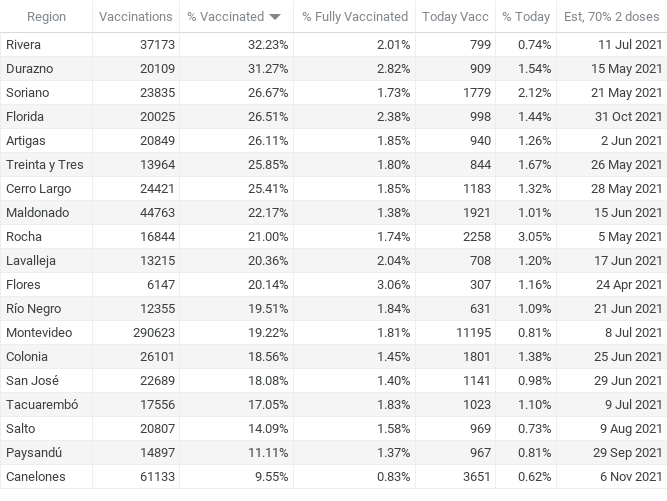 Region Vaccinations % Vaccinated % Fully Vaccinated Today Vacc % Today Est, 70% 2 doses
Rivera 37173 32.23% 2.01% 799 0.74% 11 Jul 2021
Durazno 20109 31.27% 2.82% 909 1.54% 15 May 2021
Soriano 23835 26.67% 1.73% 1779 2.12% 21 May 2021
Florida 20025 26.51% 2.38% 998 1.44% 31 Oct 2021
Artigas 20849 26.11% 1.85% 940 1.26% 2 Jun 2021
Treinta y Tres 13964 25.85% 1.80% 844 1.67% 26 May 2021
Cerro Largo 24421 25.41% 1.85% 1183 1.32% 28 May 2021
Maldonado 44763 22.17% 1.38% 1921 1.01% 15 Jun 2021
Rocha 16844 21.00% 1.74% 2258 3.05% 5 May 2021
Lavalleja 13215 20.36% 2.04% 708 1.20% 17 Jun 2021
Flores 6147 20.14% 3.06% 307 1.16% 24 Apr 2021
Río Negro 12355 19.51% 1.84% 631 1.09% 21 Jun 2021
Montevideo 290623 19.22% 1.81% 11195 0.81% 8 Jul 2021
Colonia 26101 18.56% 1.45% 1801 1.38% 25 Jun 2021
San José 22689 18.08% 1.40% 1141 0.98% 29 Jun 2021
Tacuarembó 17556 17.05% 1.83% 1023 1.10% 9 Jul 2021
Salto 20807 14.09% 1.58% 969 0.73% 9 Aug 2021
Paysandú 14897 11.11% 1.37% 967 0.81% 29 Sep 2021
Canelones 61133 9.55% 0.83% 3651 0.62% 6 Nov 2021